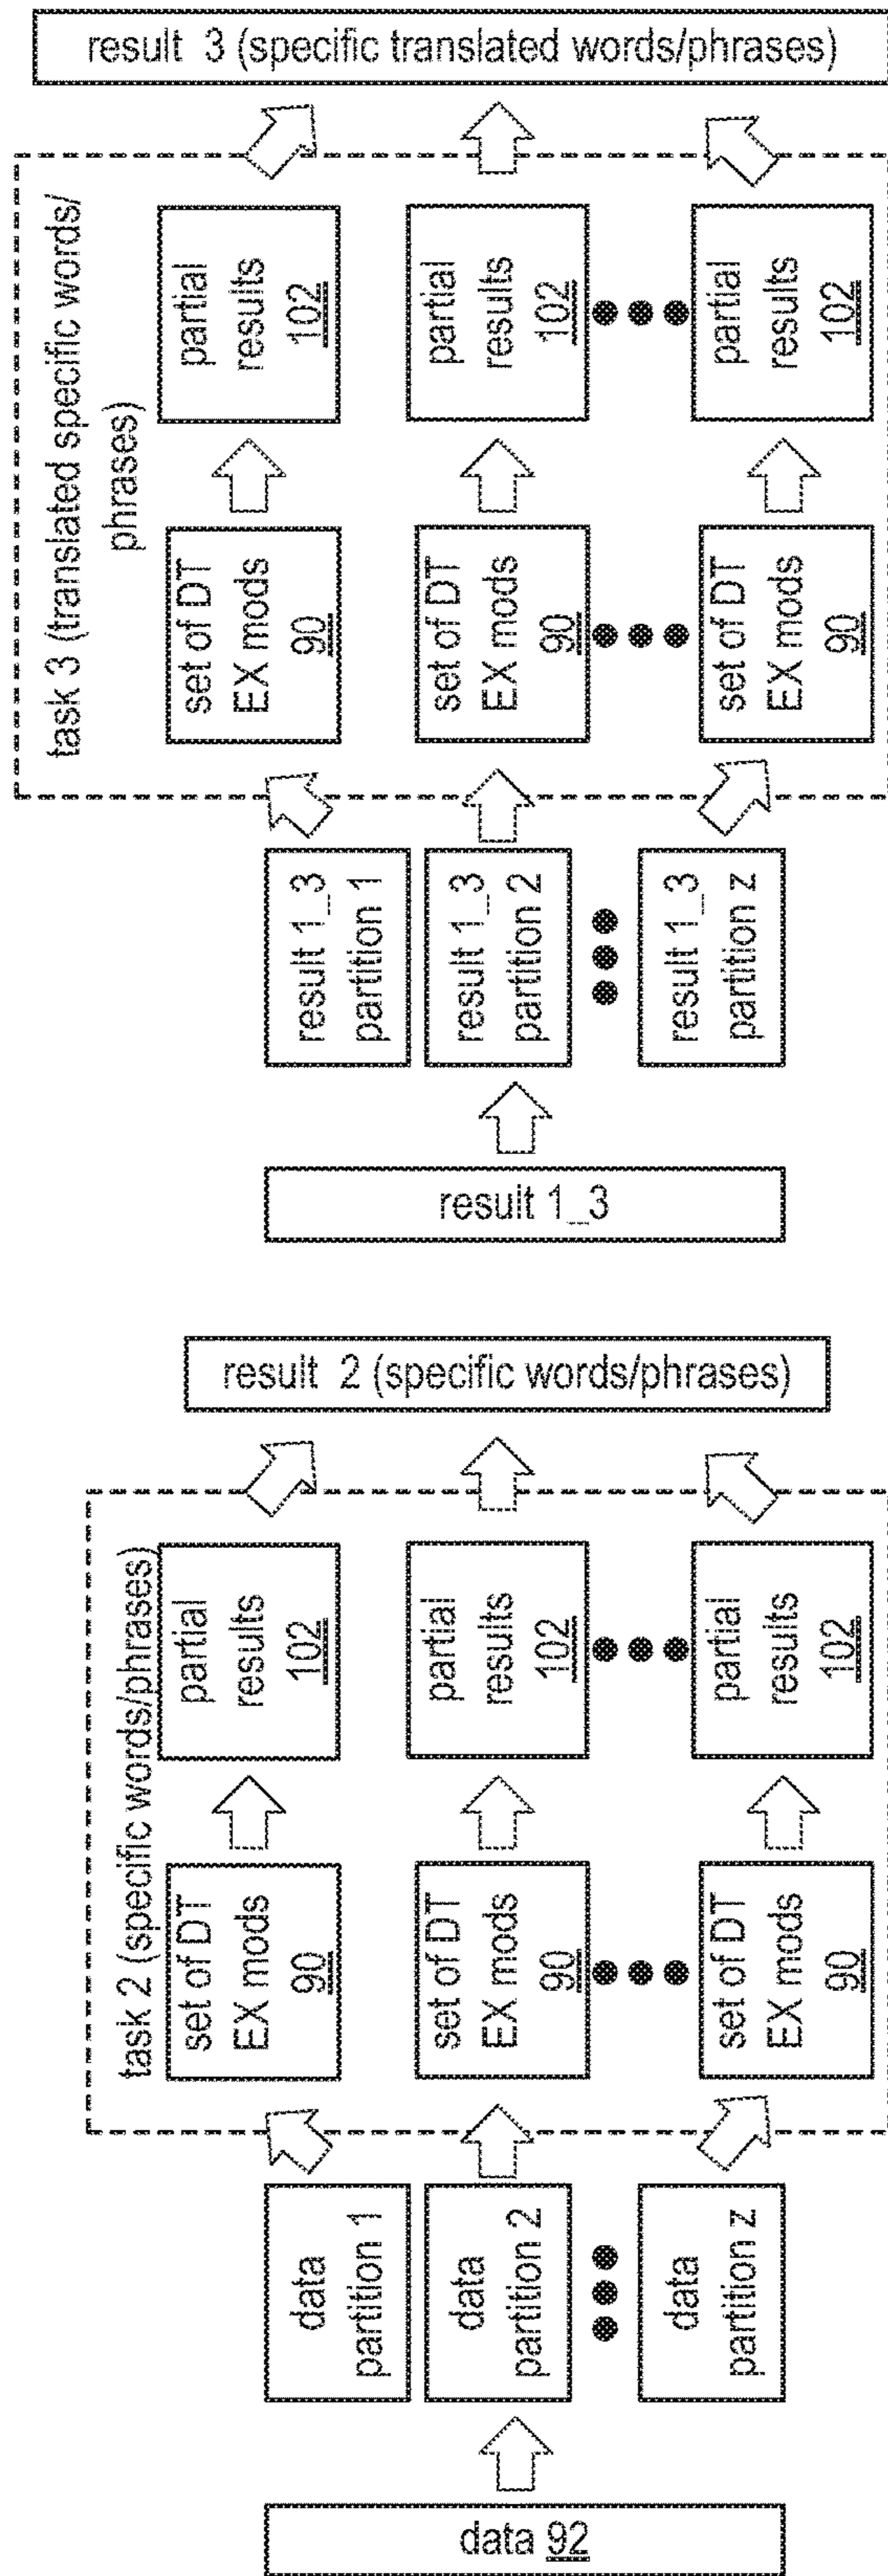 data 92
data
partition 1
data
partition 2
data
partition z
task 2 (specific words/phrases)
set of DT
EX mods
90
set of DT
EX mods
90
set of DT
EX mods
90
partial
results
102
partial
results
102
partial
results
102
result 2 (specific words/phrases)
result 1_3
result 1_3
partition 1
result 1_3
partition 2
result 1_3
partition z
task 3 (translated specific words/
phrases)
set of DT
EX mods
90
set of DT
EX mods
90
set of DT
EX mods
90
partial
results
102
partial
results
102
partial
results
102
result 3 (specific translated words/phrases)